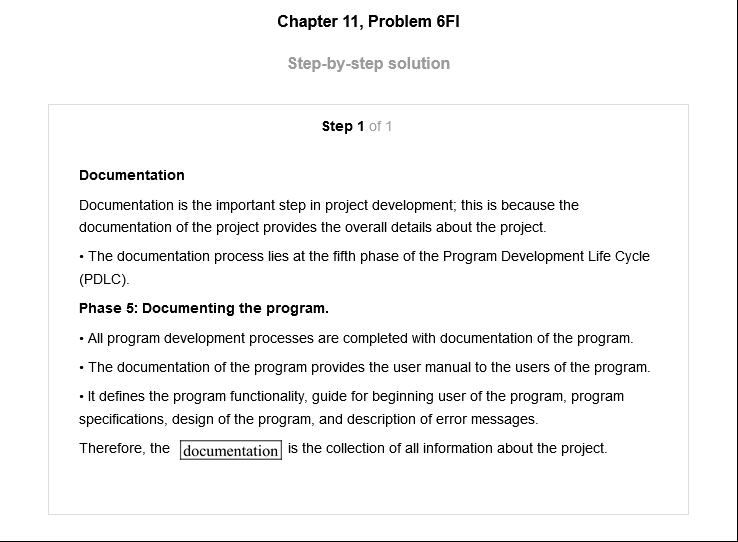 Chapter 11, Problem 6FI
Step-by-step solution
Step 1 of 1
Documentation
Documentation is the important step in project development; this is because the
documentation of the project provides the overall details about the project.
• The documentation process lies at the fifth phase of the Program Development Life Cycle
(PDLC).
Phase 5: Documenting the program.
• All program development processes are completed with documentation of the program.
• The documentation of the program provides the user manual to the users of the program.
• It defines the program functionality, guide for beginning user of the program, program
specifications, design of the program, and description of error messages.
Therefore, the documentation is the collection of all information about the project.